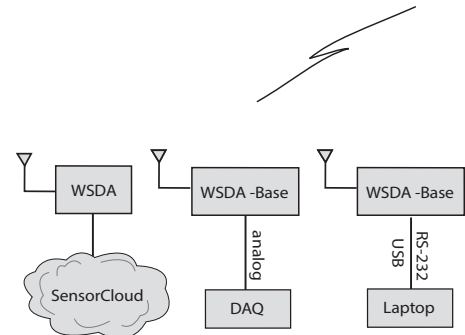 WSDA
WSDA -Base
WSDA -Base
analog
RS-232
USB
SensorCloud
DAQ
Laptop